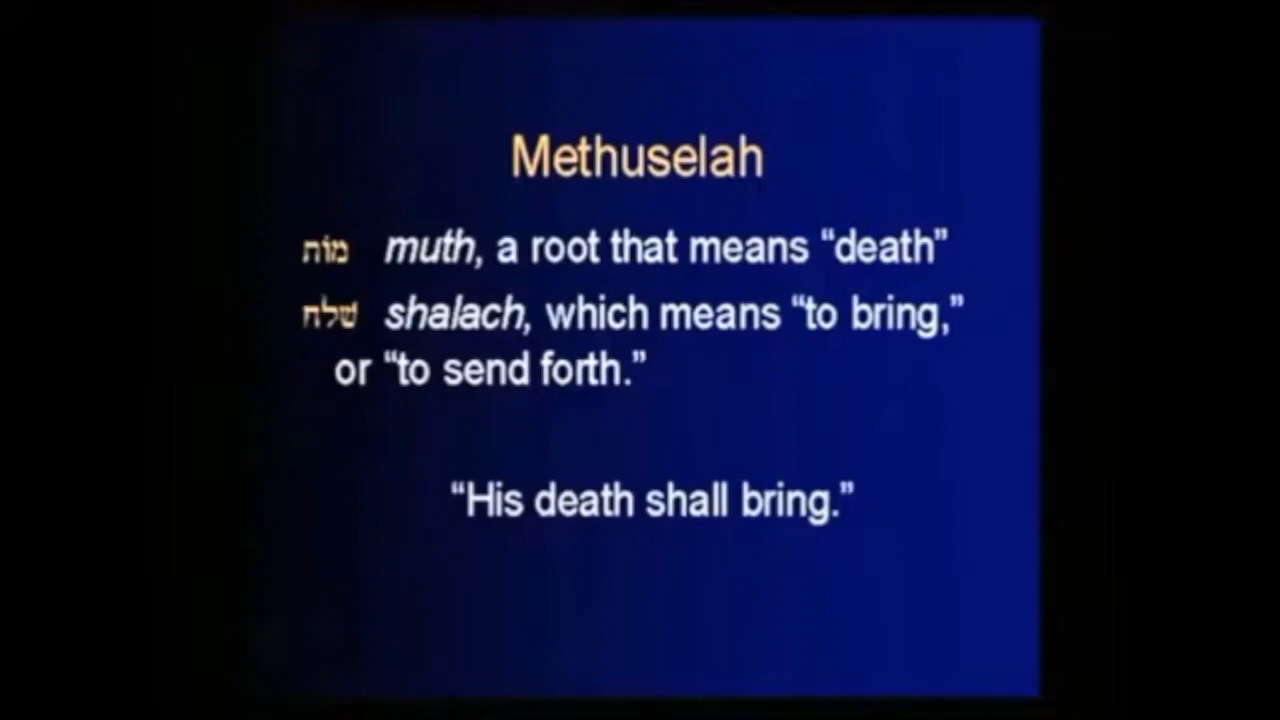 Methuselah
מוֹת muth, a root that means “death”
שלח shalach, which means “to bring,”
or “to send forth.”
“His death shall bring.”